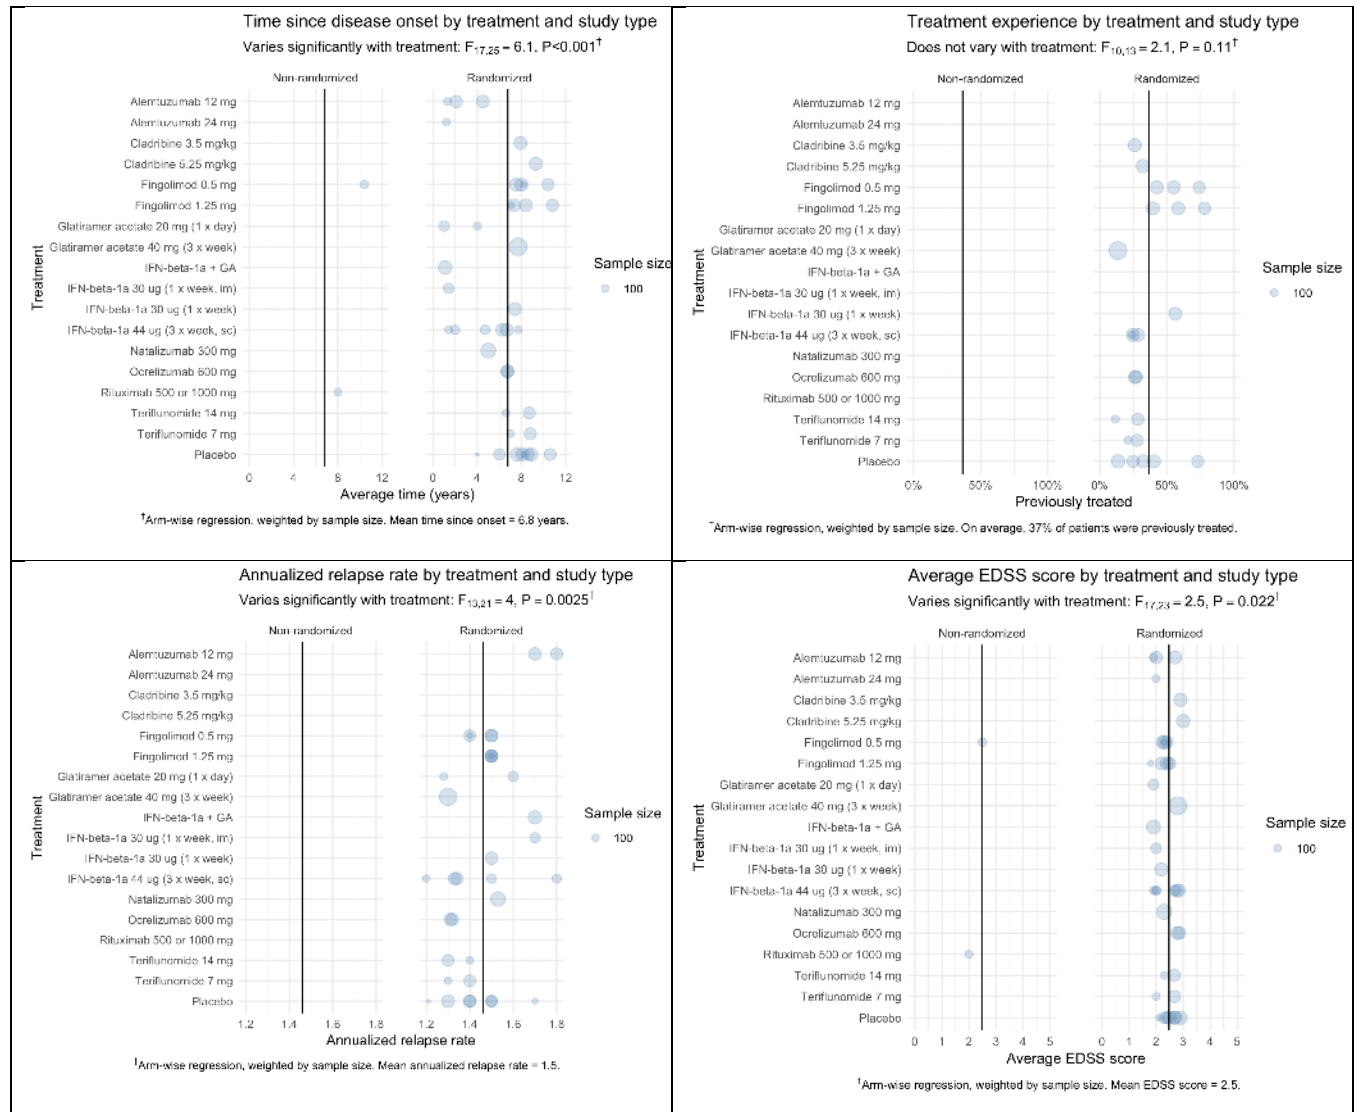 Time since disease onset by treatment and study type
Varies significantly with treatment: F17,25 = 6.1, P<0.001†
Non-randomized
Randomized
Treatment
Alemtuzumab 12 mg
Alemtuzumab 24 mg
Cladribine 3.5 mg/kg
Cladribine 5.25 mg/kg
Fingolimod 0.5 mg
Fingolimod 1.25 mg
Glatiramer acetate 20 mg (1 x day)
Glatiramer acetate 40 mg (3 x week)
IFN-beta-1a + GA
IFN-beta-1a 30 ug (1 x week, im)
IFN-beta-1a 30 ug (1 x week)
IFN-beta-1a 44 ug (3 x week, sc)
Natalizumab 300 mg
Ocrelizumab 600 mg
Rituximab 500 or 1000 mg
Teriflunomide 14 mg
Teriflunomide 7 mg
Placebo
0 4 8 12 0 4 8 12
Average time (years)
Sample size
100
†Arm-wise regression, weighted by sample size. Mean time since onset = 6.8 years.
Treatment experience by treatment and study type
Does not vary with treatment: F10,13 = 2.1, P = 0.11†
Non-randomized
Randomized
Treatment
Alemtuzumab 12 mg
Alemtuzumab 24 mg
Cladribine 3.5 mg/kg
Cladribine 5.25 mg/kg
Fingolimod 0.5 mg
Fingolimod 1.25 mg
Glatiramer acetate 20 mg (1 x day)
Glatiramer acetate 40 mg (3 x week)
IFN-beta-1a + GA
IFN-beta-1a 30 ug (1 x week, im)
IFN-beta-1a 30 ug (1 x week)
IFN-beta-1a 44 ug (3 x week, sc)
Natalizumab 300 mg
Ocrelizumab 600 mg
Rituximab 500 or 1000 mg
Teriflunomide 14 mg
Teriflunomide 7 mg
Placebo
0% 50% 100% 0% 50% 100%
Previously treated
Sample size
100
†Arm-wise regression, weighted by sample size. On average, 37% of patients were previously treated.
Annualized relapse rate by treatment and study type
Varies significantly with treatment: F13,21 = 4, P = 0.0025†
Non-randomized
Randomized
Treatment
Alemtuzumab 12 mg
Alemtuzumab 24 mg
Cladribine 3.5 mg/kg
Cladribine 5.25 mg/kg
Fingolimod 0.5 mg
Fingolimod 1.25 mg
Glatiramer acetate 20 mg (1 x day)
Glatiramer acetate 40 mg (3 x week)
IFN-beta-1a + GA
IFN-beta-1a 30 ug (1 x week, im)
IFN-beta-1a 30 ug (1 x week)
IFN-beta-1a 44 ug (3 x week, sc)
Natalizumab 300 mg
Ocrelizumab 600 mg
Rituximab 500 or 1000 mg
Teriflunomide 14 mg
Teriflunomide 7 mg
Placebo
1.2 1.4 1.6 1.8 1.2 1.4 1.6 1.8
Annualized relapse rate
Sample size
100
†Arm-wise regression, weighted by sample size. Mean annualized relapse rate = 1.5.
Average EDSS score by treatment and study type
Varies significantly with treatment: F17,23 = 2.5, P = 0.022†
Non-randomized
Randomized
Treatment
Alemtuzumab 12 mg
Alemtuzumab 24 mg
Cladribine 3.5 mg/kg
Cladribine 5.25 mg/kg
Fingolimod 0.5 mg
Fingolimod 1.25 mg
Glatiramer acetate 20 mg (1 x day)
Glatiramer acetate 40 mg (3 x week)
IFN-beta-1a + GA
IFN-beta-1a 30 ug (1 x week, im)
IFN-beta-1a 30 ug (1 x week)
IFN-beta-1a 44 ug (3 x week, sc)
Natalizumab 300 mg
Ocrelizumab 600 mg
Rituximab 500 or 1000 mg
Teriflunomide 14 mg
Teriflunomide 7 mg
Placebo
0 1 2 3 4 5 0 1 2 3 4 5
Average EDSS score
Sample size
100
†Arm-wise regression, weighted by sample size. Mean EDSS score = 2.5.